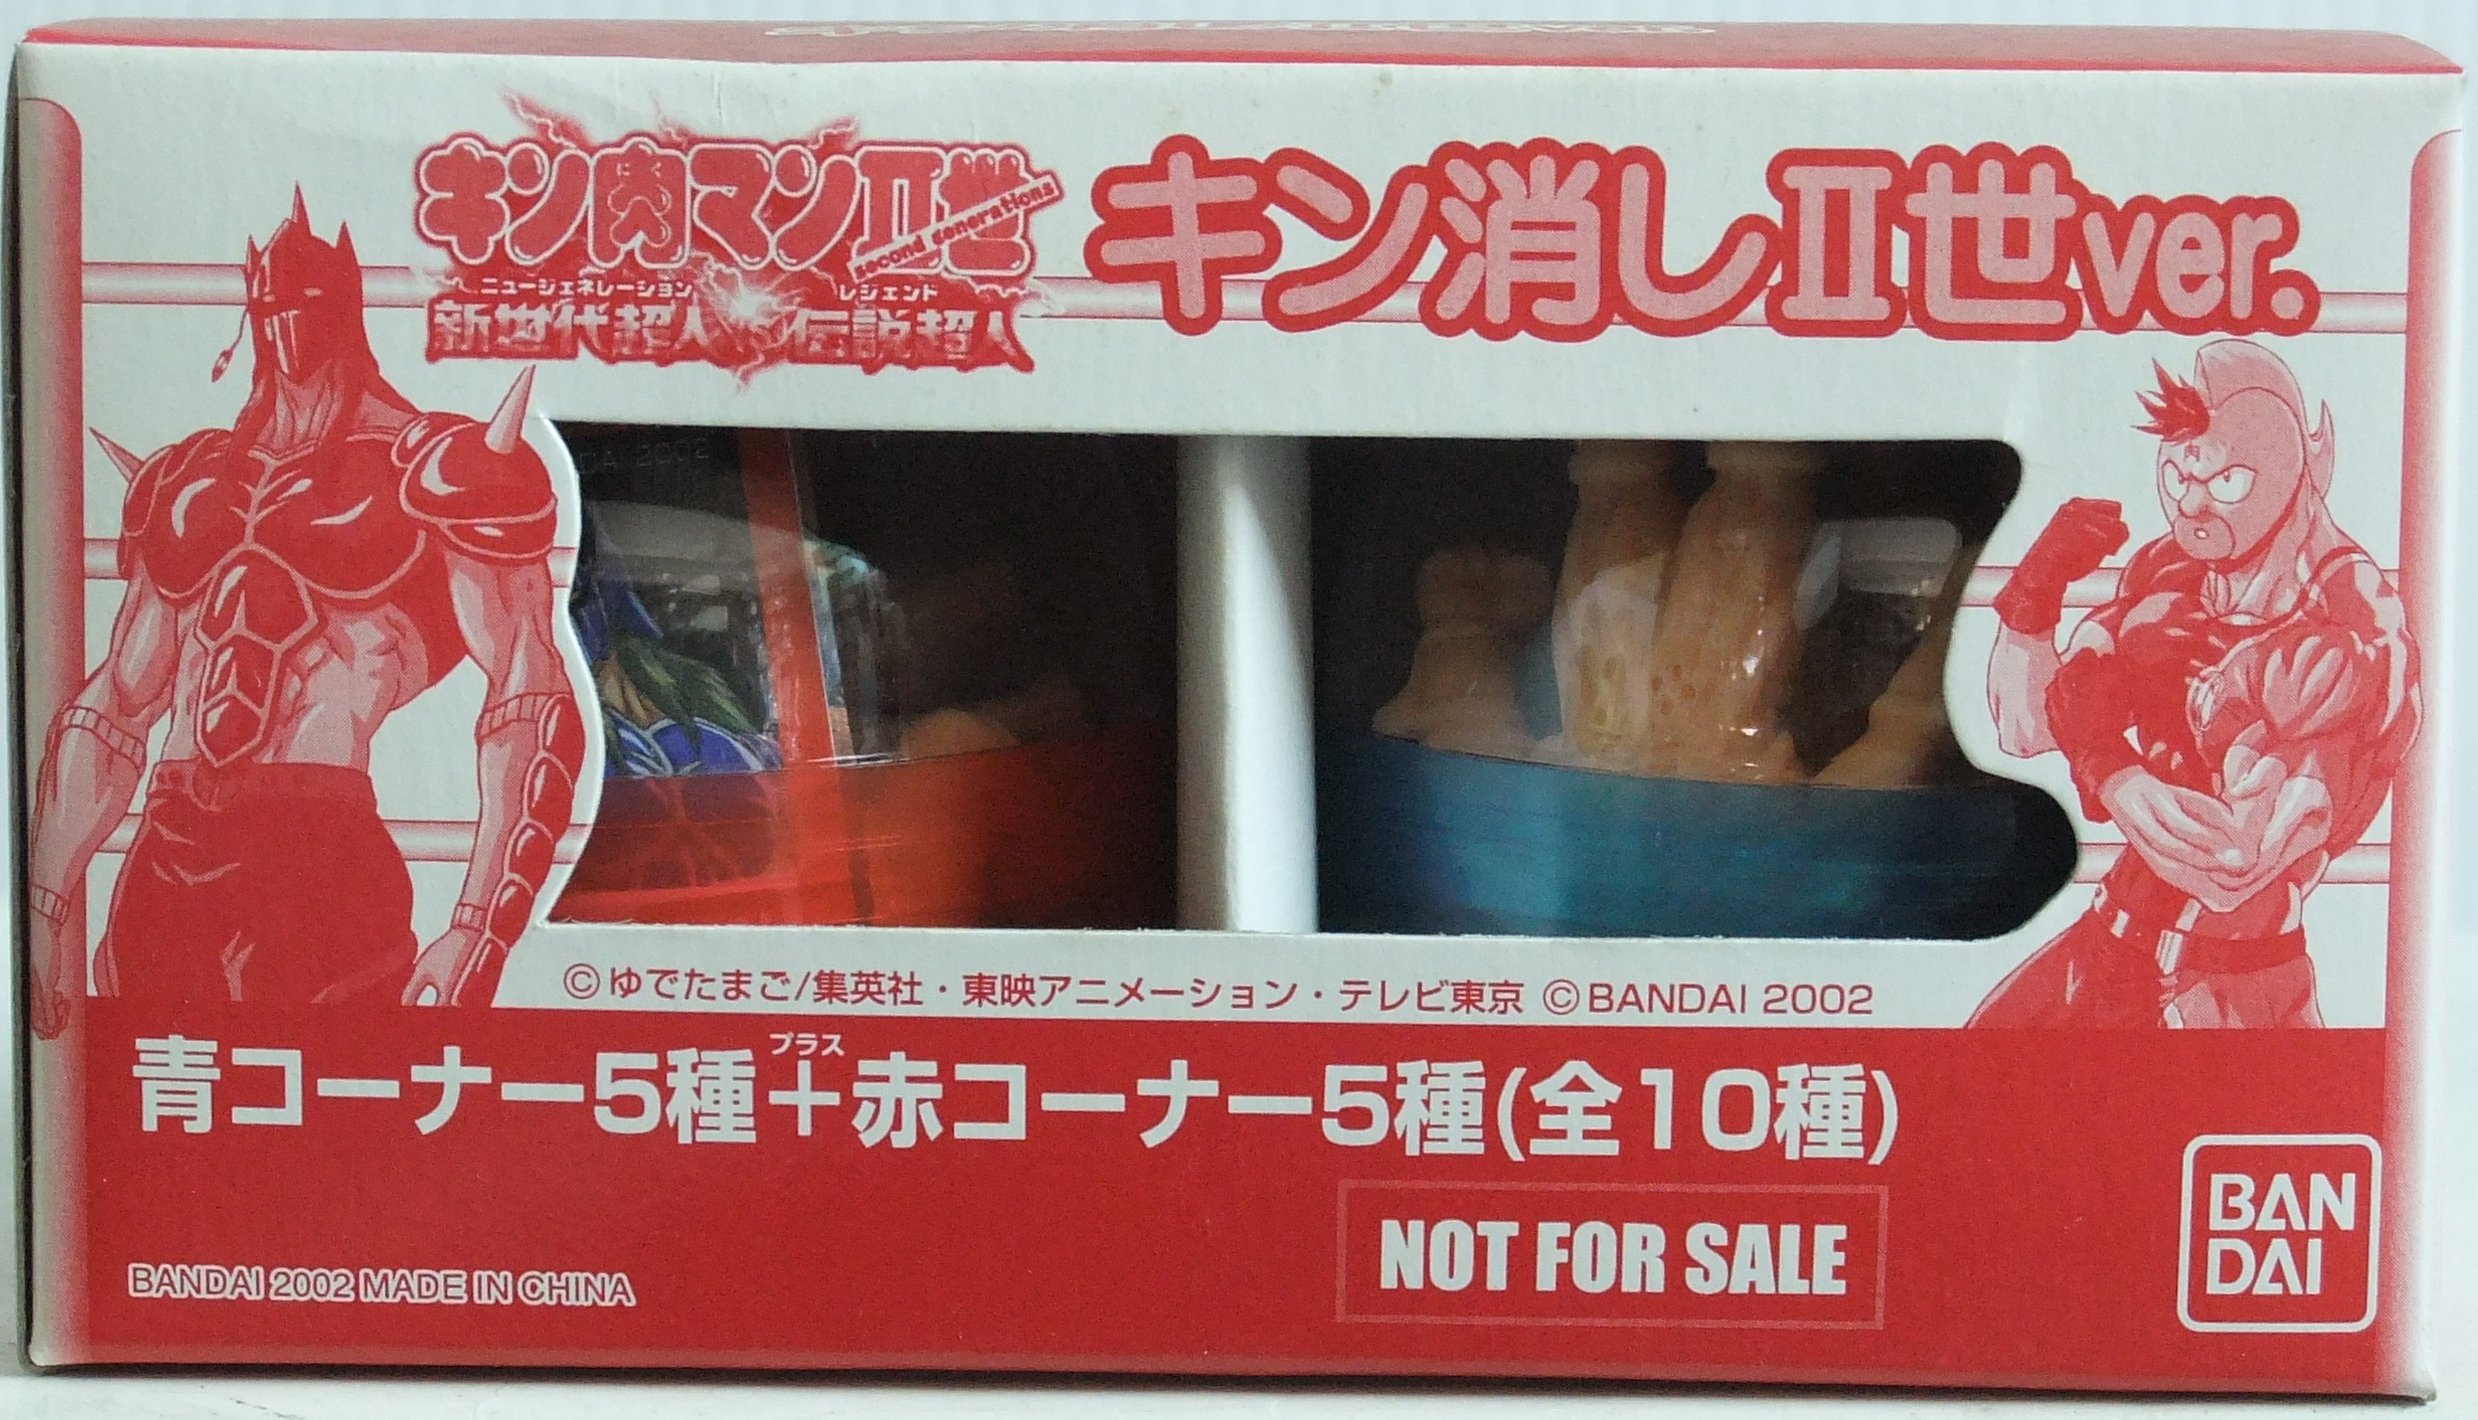 キン肉マンⅡ世
second generations
ニュージェネレーション レジェンド
新世代超人VS伝説超人
キン消しⅡ世ver.
DAI 2002
©ゆでたまご/集英社・東映アニメーション・テレビ東京 ©BANDAI 2002
プラス
青コーナー5種+赤コーナー5種(全10種)
NOT FOR SALE
BANDAI 2002 MADE IN CHINA
BAN
DAI